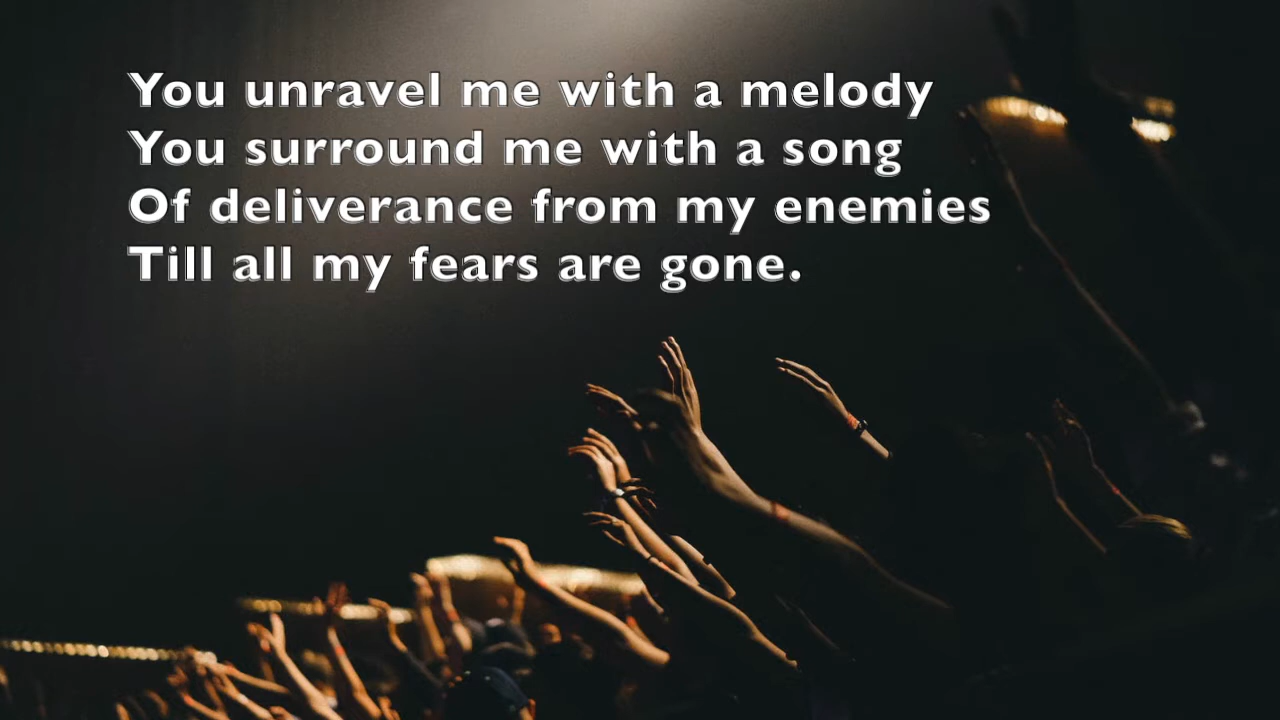 You unravel me with a melody
You surround me with a song
Of deliverance from my enemies
Till all my fears are gone.